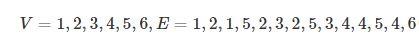 V = 1, 2, 3, 4, 5, 6, E = 1, 2, 1, 5, 2, 3, 2, 5, 3, 4, 4, 5, 4, 6